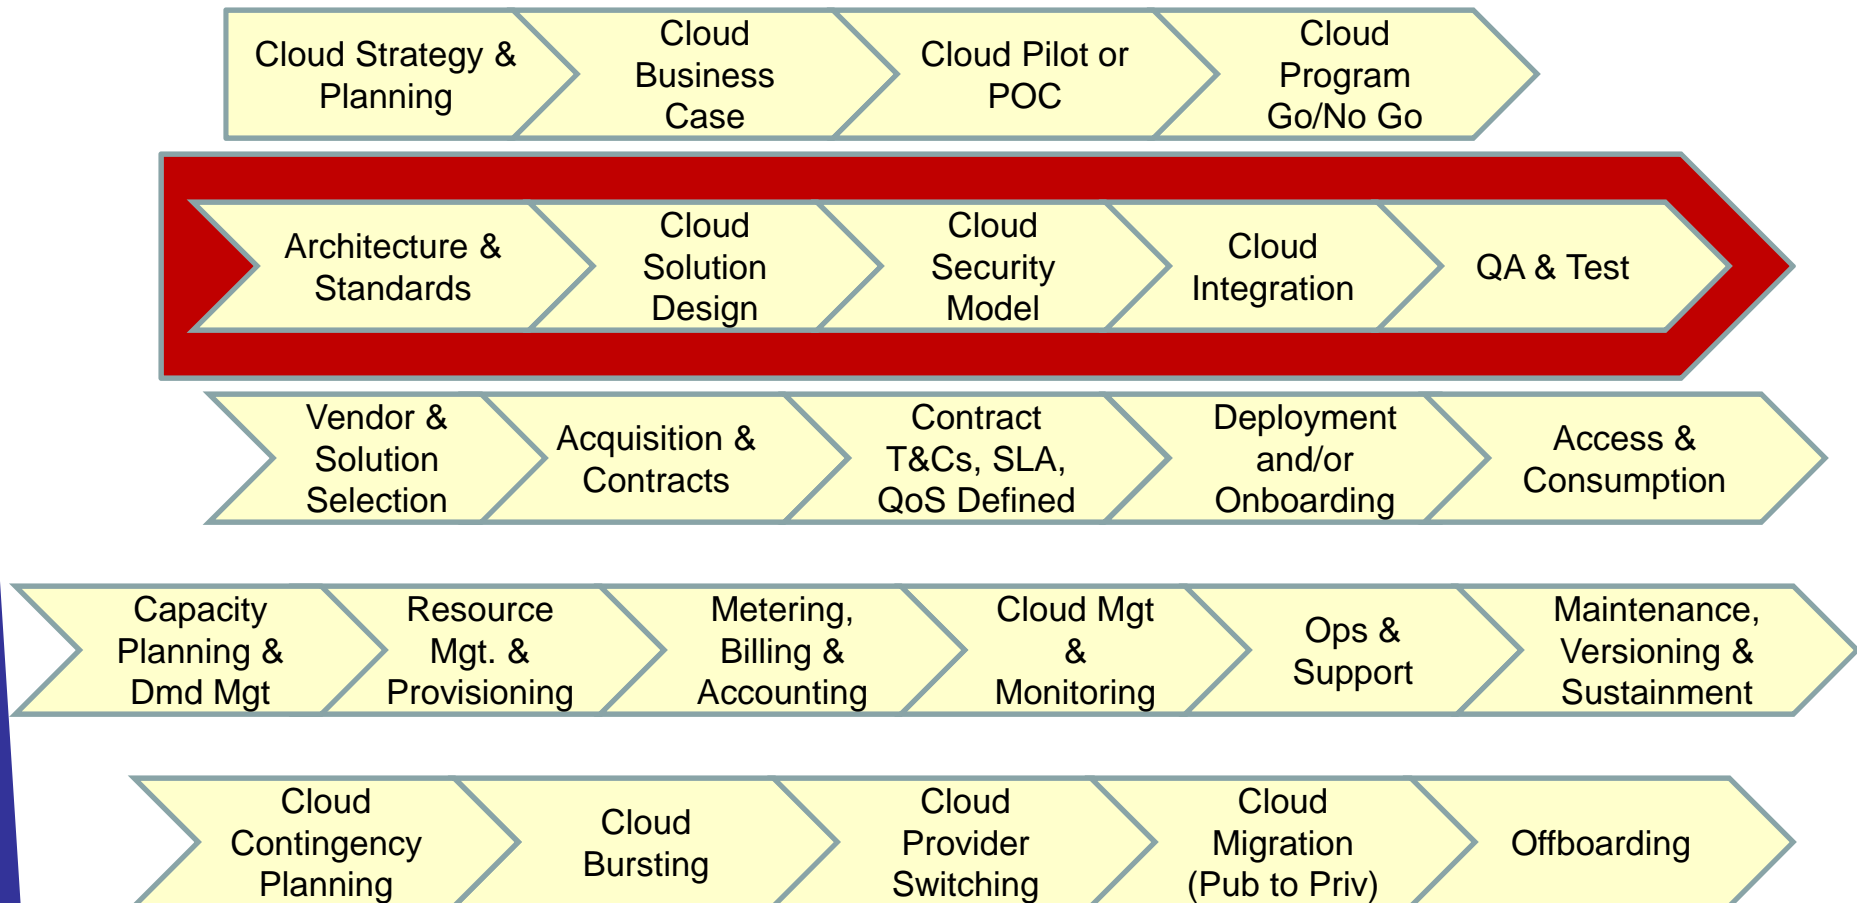 Cloud Strategy &
Planning
Cloud
Business
Case
Cloud Pilot or
POC
Cloud
Program
Go/No Go
Architecture &
Standards
Cloud
Solution
Design
Cloud
Security
Model
Cloud
Integration
QA & Test
Vendor &
Solution
Selection
Acquisition &
Contracts
Contract
T&Cs, SLA,
QoS Defined
Deployment
and/or
Onboarding
Access &
Consumption
Capacity
Planning &
Dmd Mgt
Resource
Mgt. &
Provisioning
Metering,
Billing &
Accounting
Cloud Mgt
&
Monitoring
Ops &
Support
Maintenance,
Versioning &
Sustainment
Cloud
Contingency
Planning
Cloud
Bursting
Cloud
Provider
Switching
Cloud
Migration
(Pub to Priv)
Offboarding